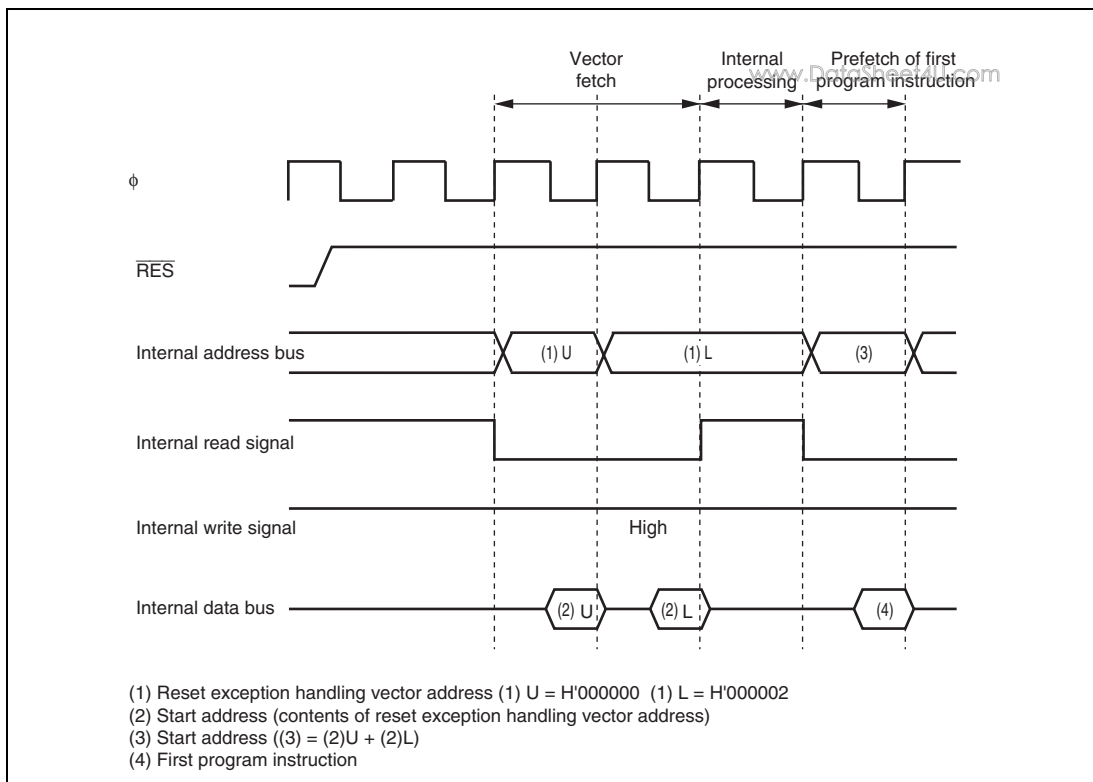 Vector fetch
Internal processing
Prefetch of first program instruction
www.DataSheet4U.com
ϕ
RES
Internal address bus
(1) U
(1) L
(3)
Internal read signal
Internal write signal
High
Internal data bus
(2) U
(2) L
(4)
(1) Reset exception handling vector address (1) U = H'000000 (1) L = H'000002
(2) Start address (contents of reset exception handling vector address)
(3) Start address ((3) = (2)U + (2)L)
(4) First program instruction